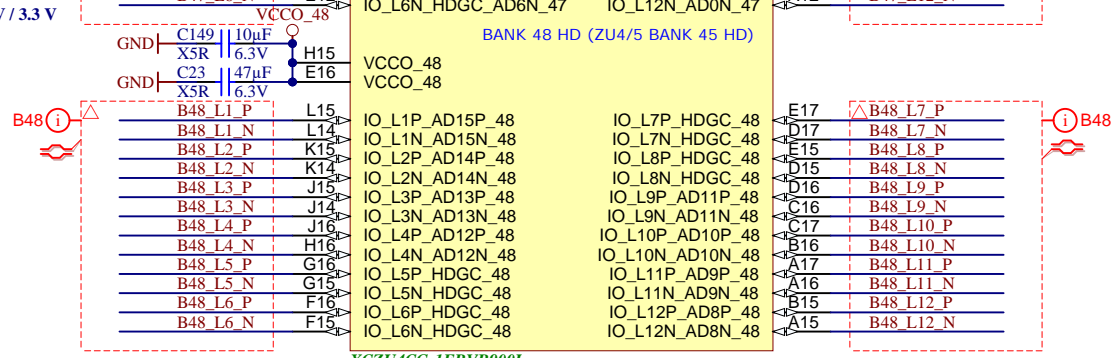 V / 3.3 V
IO_L6N_HDGC_AD6N_47
IO_L12N_AD0N_47
VCCO_48
BANK 48 HD (ZU4/5 BANK 45 HD)
GND C149 10µF
X5R 6.3V
H15 VCCO_48
GND C23 47µF
X5R 6.3V
E16 VCCO_48
B48
B48
B48_L1_P L15 IO_L1P_AD15P_48 IO_L7P_HDGC_48 E17 B48_L7_P
B48_L1_N L14 IO_L1N_AD15N_48 IO_L7N_HDGC_48 D17 B48_L7_N
B48_L2_P K15 IO_L2P_AD14P_48 IO_L8P_HDGC_48 E15 B48_L8_P
B48_L2_N K14 IO_L2N_AD14N_48 IO_L8N_HDGC_48 D15 B48_L8_N
B48_L3_P J15 IO_L3P_AD13P_48 IO_L9P_AD11P_48 D16 B48_L9_P
B48_L3_N J14 IO_L3N_AD13N_48 IO_L9N_AD11N_48 C16 B48_L9_N
B48_L4_P J16 IO_L4P_AD12P_48 IO_L10P_AD10P_48 C17 B48_L10_P
B48_L4_N H16 IO_L4N_AD12N_48 IO_L10N_AD10N_48 B16 B48_L10_N
B48_L5_P G16 IO_L5P_HDGC_48 IO_L11P_AD9P_48 A17 B48_L11_P
B48_L5_N G15 IO_L5N_HDGC_48 IO_L11N_AD9N_48 A16 B48_L11_N
B48_L6_P F16 IO_L6P_HDGC_48 IO_L12P_AD8P_48 B15 B48_L12_P
B48_L6_N F15 IO_L6N_HDGC_48 IO_L12N_AD8N_48 A15 B48_L12_N